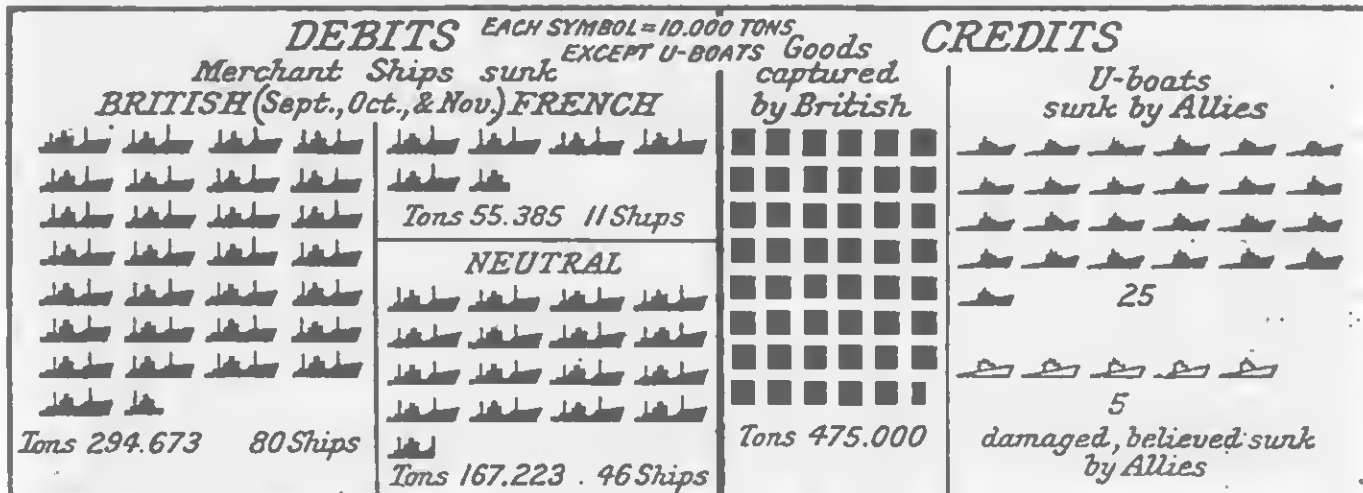 DEBITS
EACH SYMBOL=10.000 TONS
EXCEPT U-BOATS
CREDITS
Merchant Ships sunk
BRITISH (Sept., Oct., & Nov.) FRENCH
Tons 294.673 80 Ships
Tons 55.385 11 Ships
NEUTRAL
Tons 167.223 . 46 Ships
Goods
captured
by British
Tons 475.000
U-boats
sunk by Allies
25
5
damaged, believed sunk
by Allies